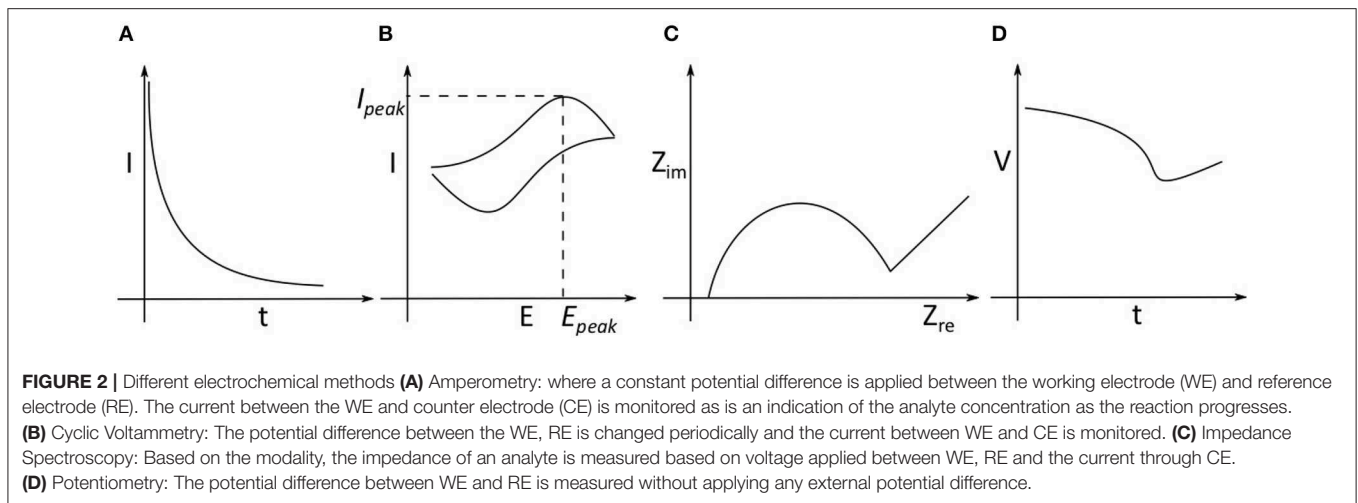 A
B
C
D
I
t
I_peak
I
E
E_peak
Z_im
Z_re
V
t
FIGURE 2 | Different electrochemical methods (A) Amperometry: where a constant potential difference is applied between the working electrode (WE) and reference
electrode (RE). The current between the WE and counter electrode (CE) is monitored as is an indication of the analyte concentration as the reaction progresses.
(B) Cyclic Voltammetry: The potential difference between the WE, RE is changed periodically and the current between WE and CE is monitored. (C) Impedance
Spectroscopy: Based on the modality, the impedance of an analyte is measured based on voltage applied between WE, RE and the current through CE.
(D) Potentiometry: The potential difference between WE and RE is measured without applying any external potential difference.